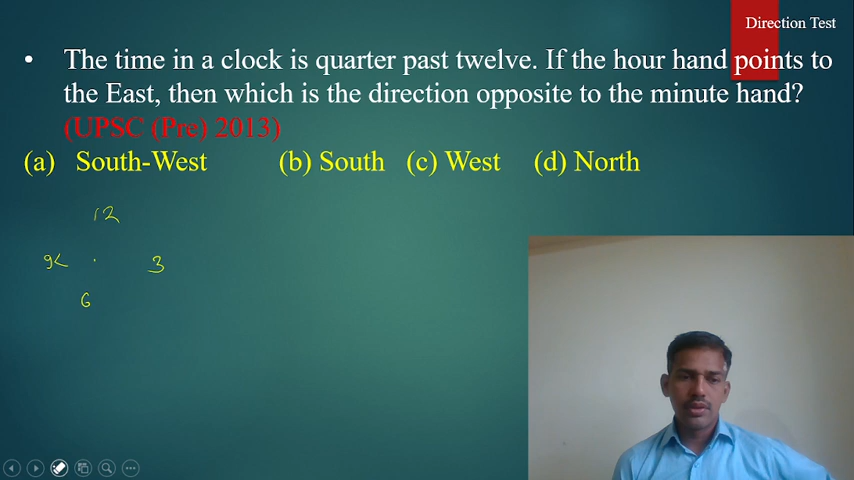 Direction Test
• The time in a clock is quarter past twelve. If the hour hand points to
the East, then which is the direction opposite to the minute hand?
(UPSC (Pre) 2013)
(a) South-West (b) South (c) West (d) North
12
9 3
6